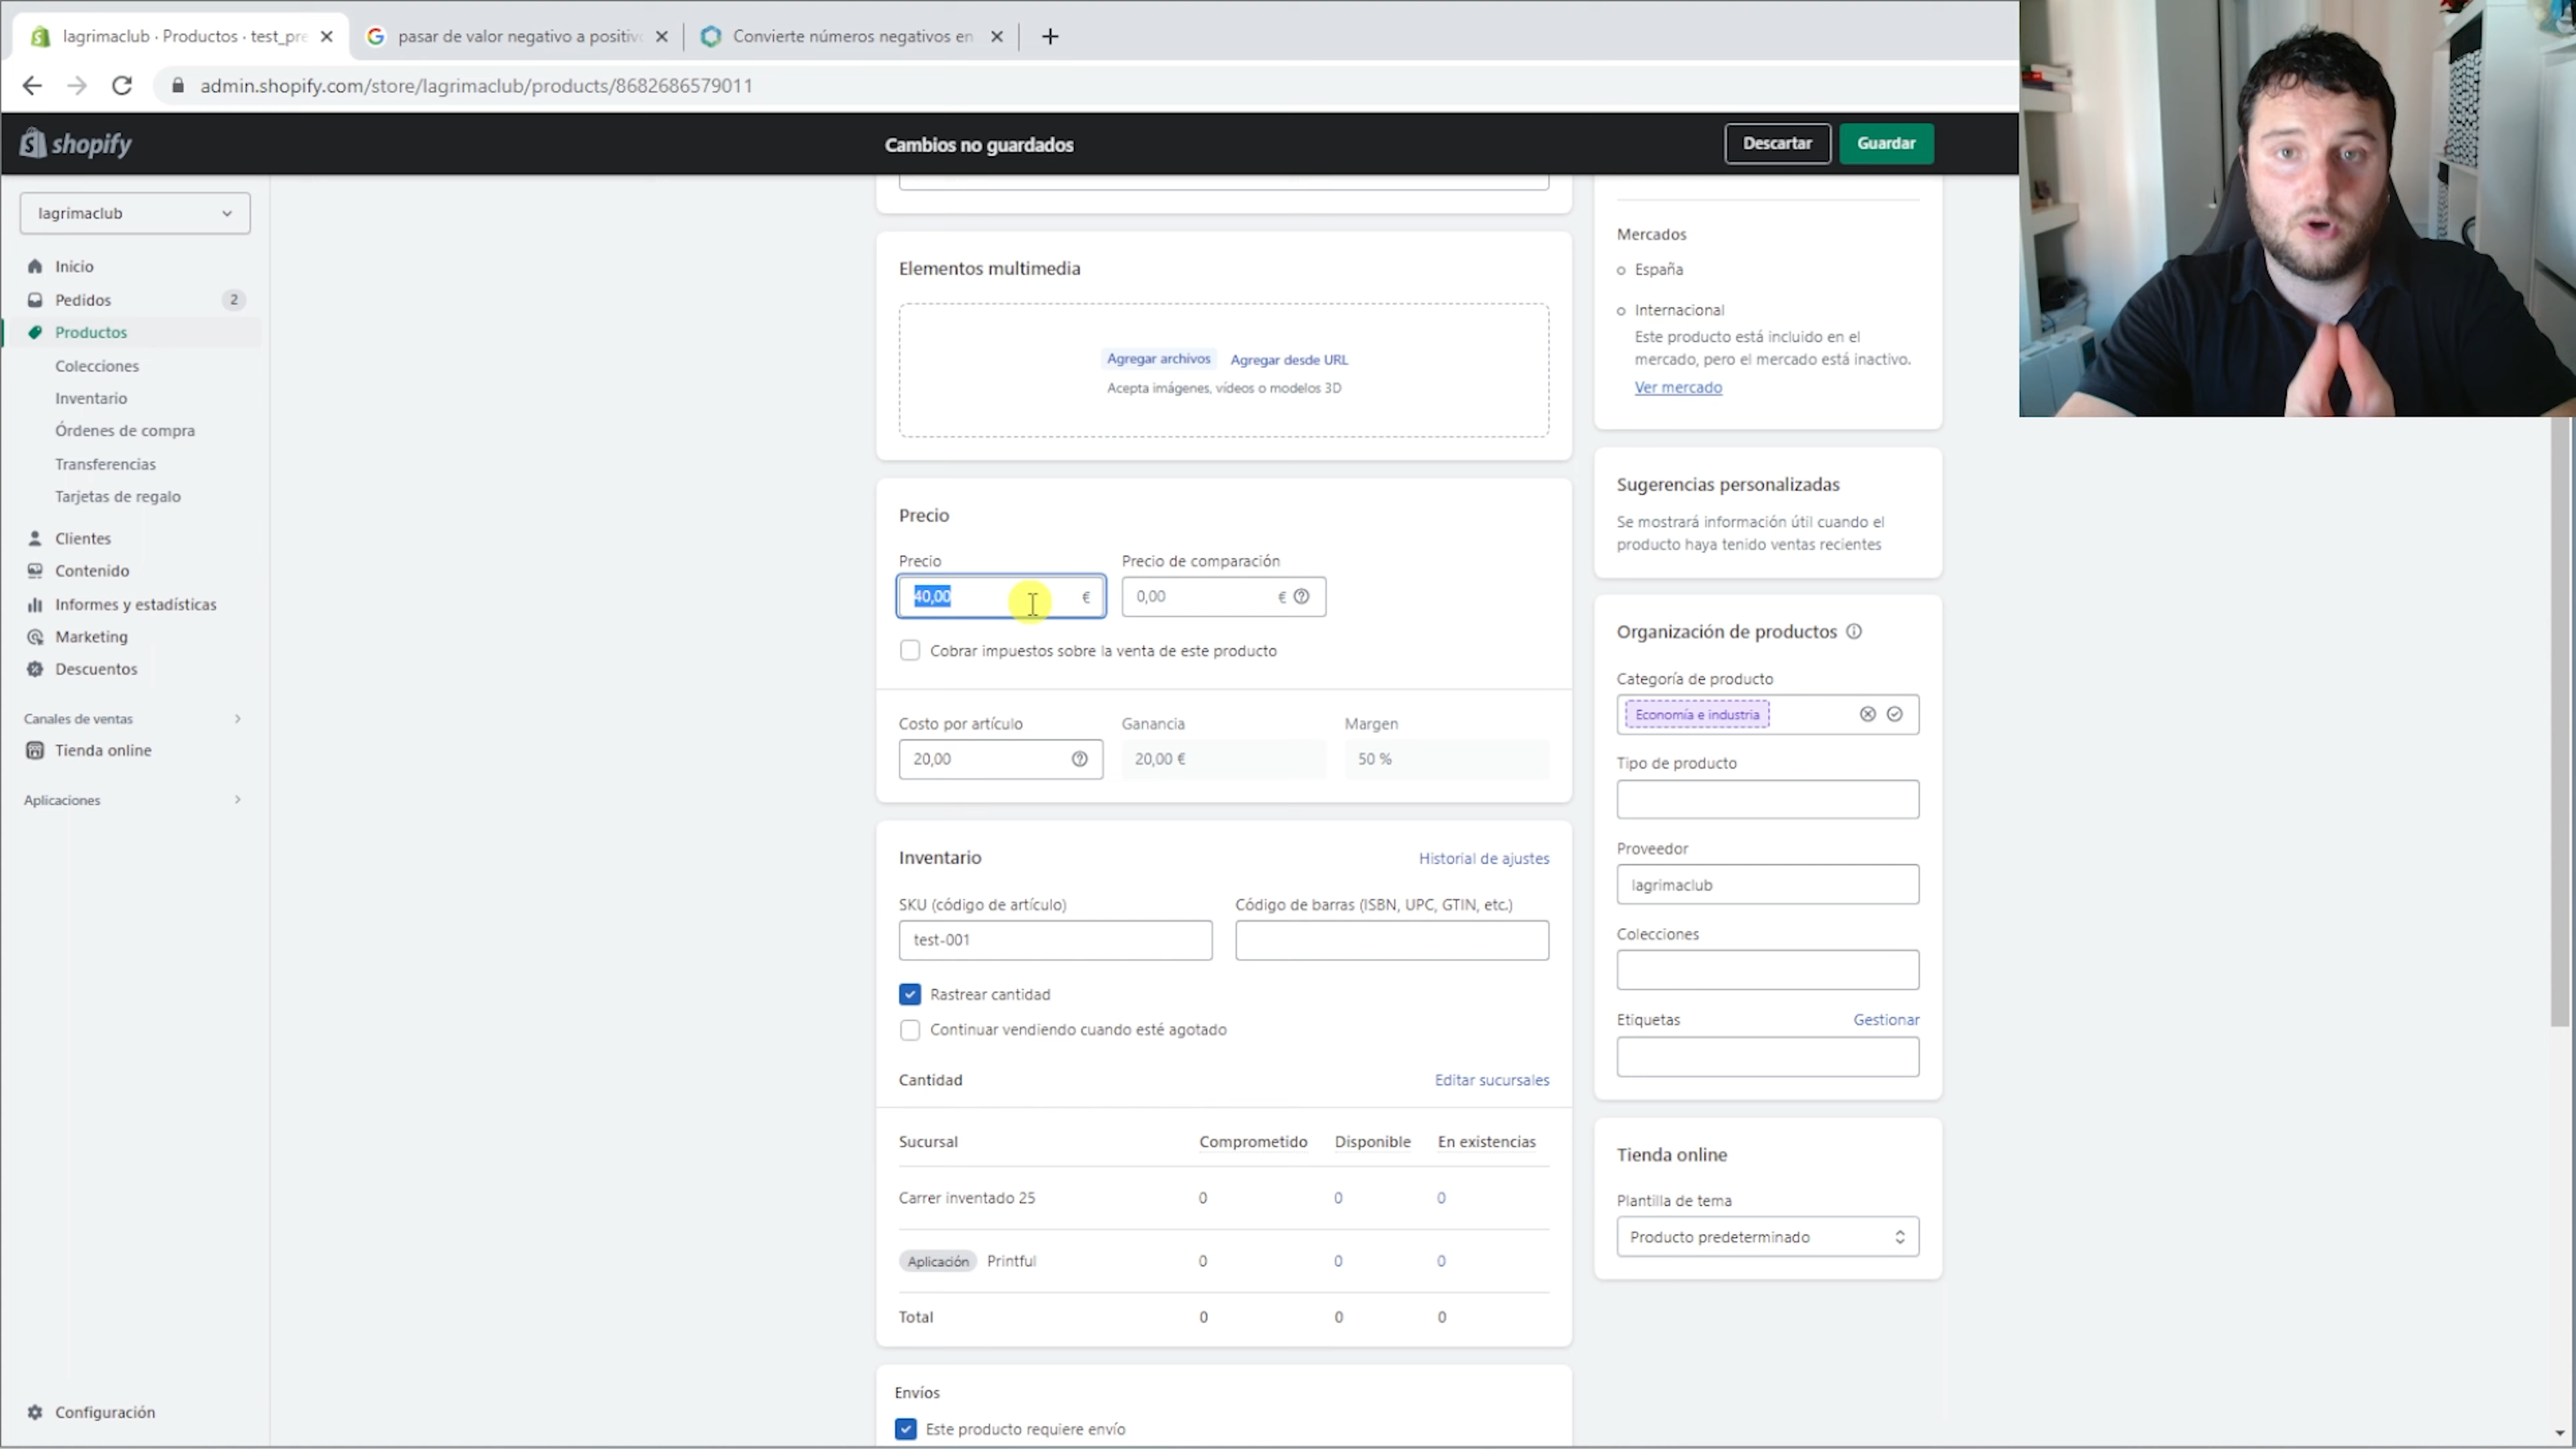 lagrimaclub · Productos · test_pre
pasar de valor negativo a positivo
Convierte números negativos en
admin.shopify.com/store/lagrimaclub/products/8682686579011
shopify
Cambios no guardados
Descartar
Guardar
lagrimaclub
Inicio
Pedidos
2
Productos
Colecciones
Inventario
Órdenes de compra
Transferencias
Tarjetas de regalo
Clientes
Contenido
Informes y estadísticas
Marketing
Descuentos
Canales de ventas
Tienda online
Aplicaciones
Configuración
Elementos multimedia
Agregar archivos Agregar desde URL
Acepta imágenes, vídeos o modelos 3D
Precio
Precio Precio de comparación
40,00 € 0,00 €
Cobrar impuestos sobre la venta de este producto
Costo por artículo Ganancia Margen
20,00 20,00 € 50 %
Inventario Historial de ajustes
SKU (código de artículo) Código de barras (ISBN, UPC, GTIN, etc.)
test-001
Rastrear cantidad
Continuar vendiendo cuando esté agotado
Cantidad Editar sucursales
Sucursal Comprometido Disponible En existencias
Carrer inventado 25 0 0 0
Aplicación Printful 0 0 0
Total 0 0 0
Envíos
Este producto requiere envío
Mercados
España
Internacional
Este producto está incluido en el
mercado, pero el mercado está inactivo.
Ver mercado
Sugerencias personalizadas
Se mostrará información útil cuando el
producto haya tenido ventas recientes
Organización de productos
Categoría de producto
Economía e industria
Tipo de producto
Proveedor
lagrimaclub
Colecciones
Etiquetas Gestionar
Tienda online
Plantilla de tema
Producto predeterminado